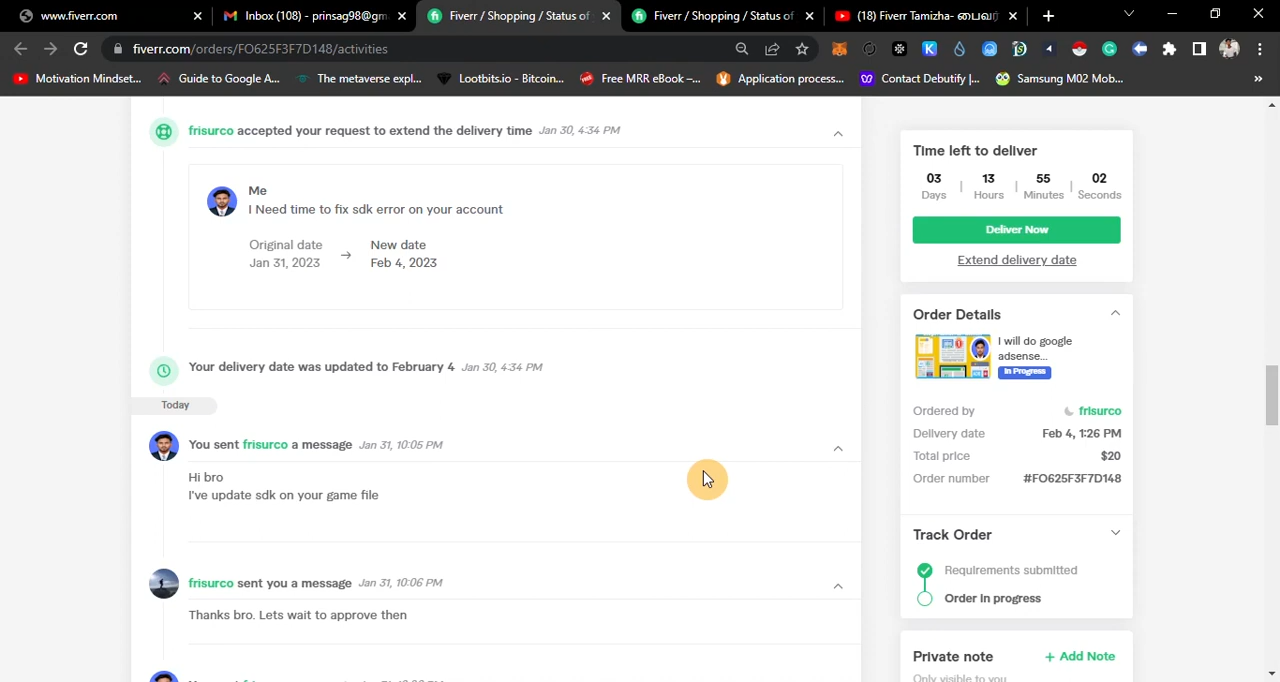 www.fiverr.com
Inbox (108) - prinsag98@gm
Fiverr / Shopping / Status of
Fiverr / Shopping / Status of
(18) Fiverr Tamizha- பைவர்
fiverr.com/orders/FO625F3F7D148/activities
Motivation Mindset...
Guide to Google A...
The metaverse expl...
Lootbits.io - Bitcoin...
Free MRR eBook –...
Application process...
Contact Debutify |...
Samsung M02 Mob...
frisurco accepted your request to extend the delivery time Jan 30, 4:34 PM
Me
I Need time to fix sdk error on your account
Original date → New date
Jan 31, 2023 Feb 4, 2023
Your delivery date was updated to February 4 Jan 30, 4:34 PM
Today
You sent frisurco a message Jan 31, 10:05 PM
Hi bro
I've update sdk on your game file
frisurco sent you a message Jan 31, 10:06 PM
Thanks bro. Lets wait to approve then
Time left to deliver
03 | 13 | 55 | 02
Days Hours Minutes Seconds
Deliver Now
Extend delivery date
Order Details
I will do google
adsense...
In Progress
Ordered by frisurco
Delivery date Feb 4, 1:26 PM
Total price $20
Order number #FO625F3F7D148
Track Order
Requirements submitted
Order in progress
Private note + Add Note
Only visible to you